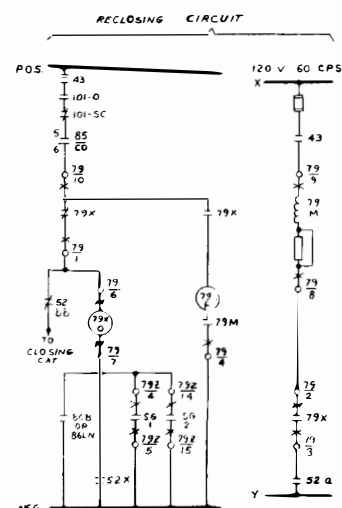 RECLOSING CIRCUIT
POS.
120 V 60 CPS
X
43
101-O
101-SC
5
6
85
CO
79
10
43
79
9
79X
79X
79
M
79
1
79
6
79
79
8
52
bb
79X
O
79M
TO
CLOSING
CAT
79
7
79
4
79Z
4
79Z
14
79
2
86B
OR
86LN
SG
1
SG
2
79X
79Z
5
79Z
15
79
3
52X
52 a
Y
NEG.